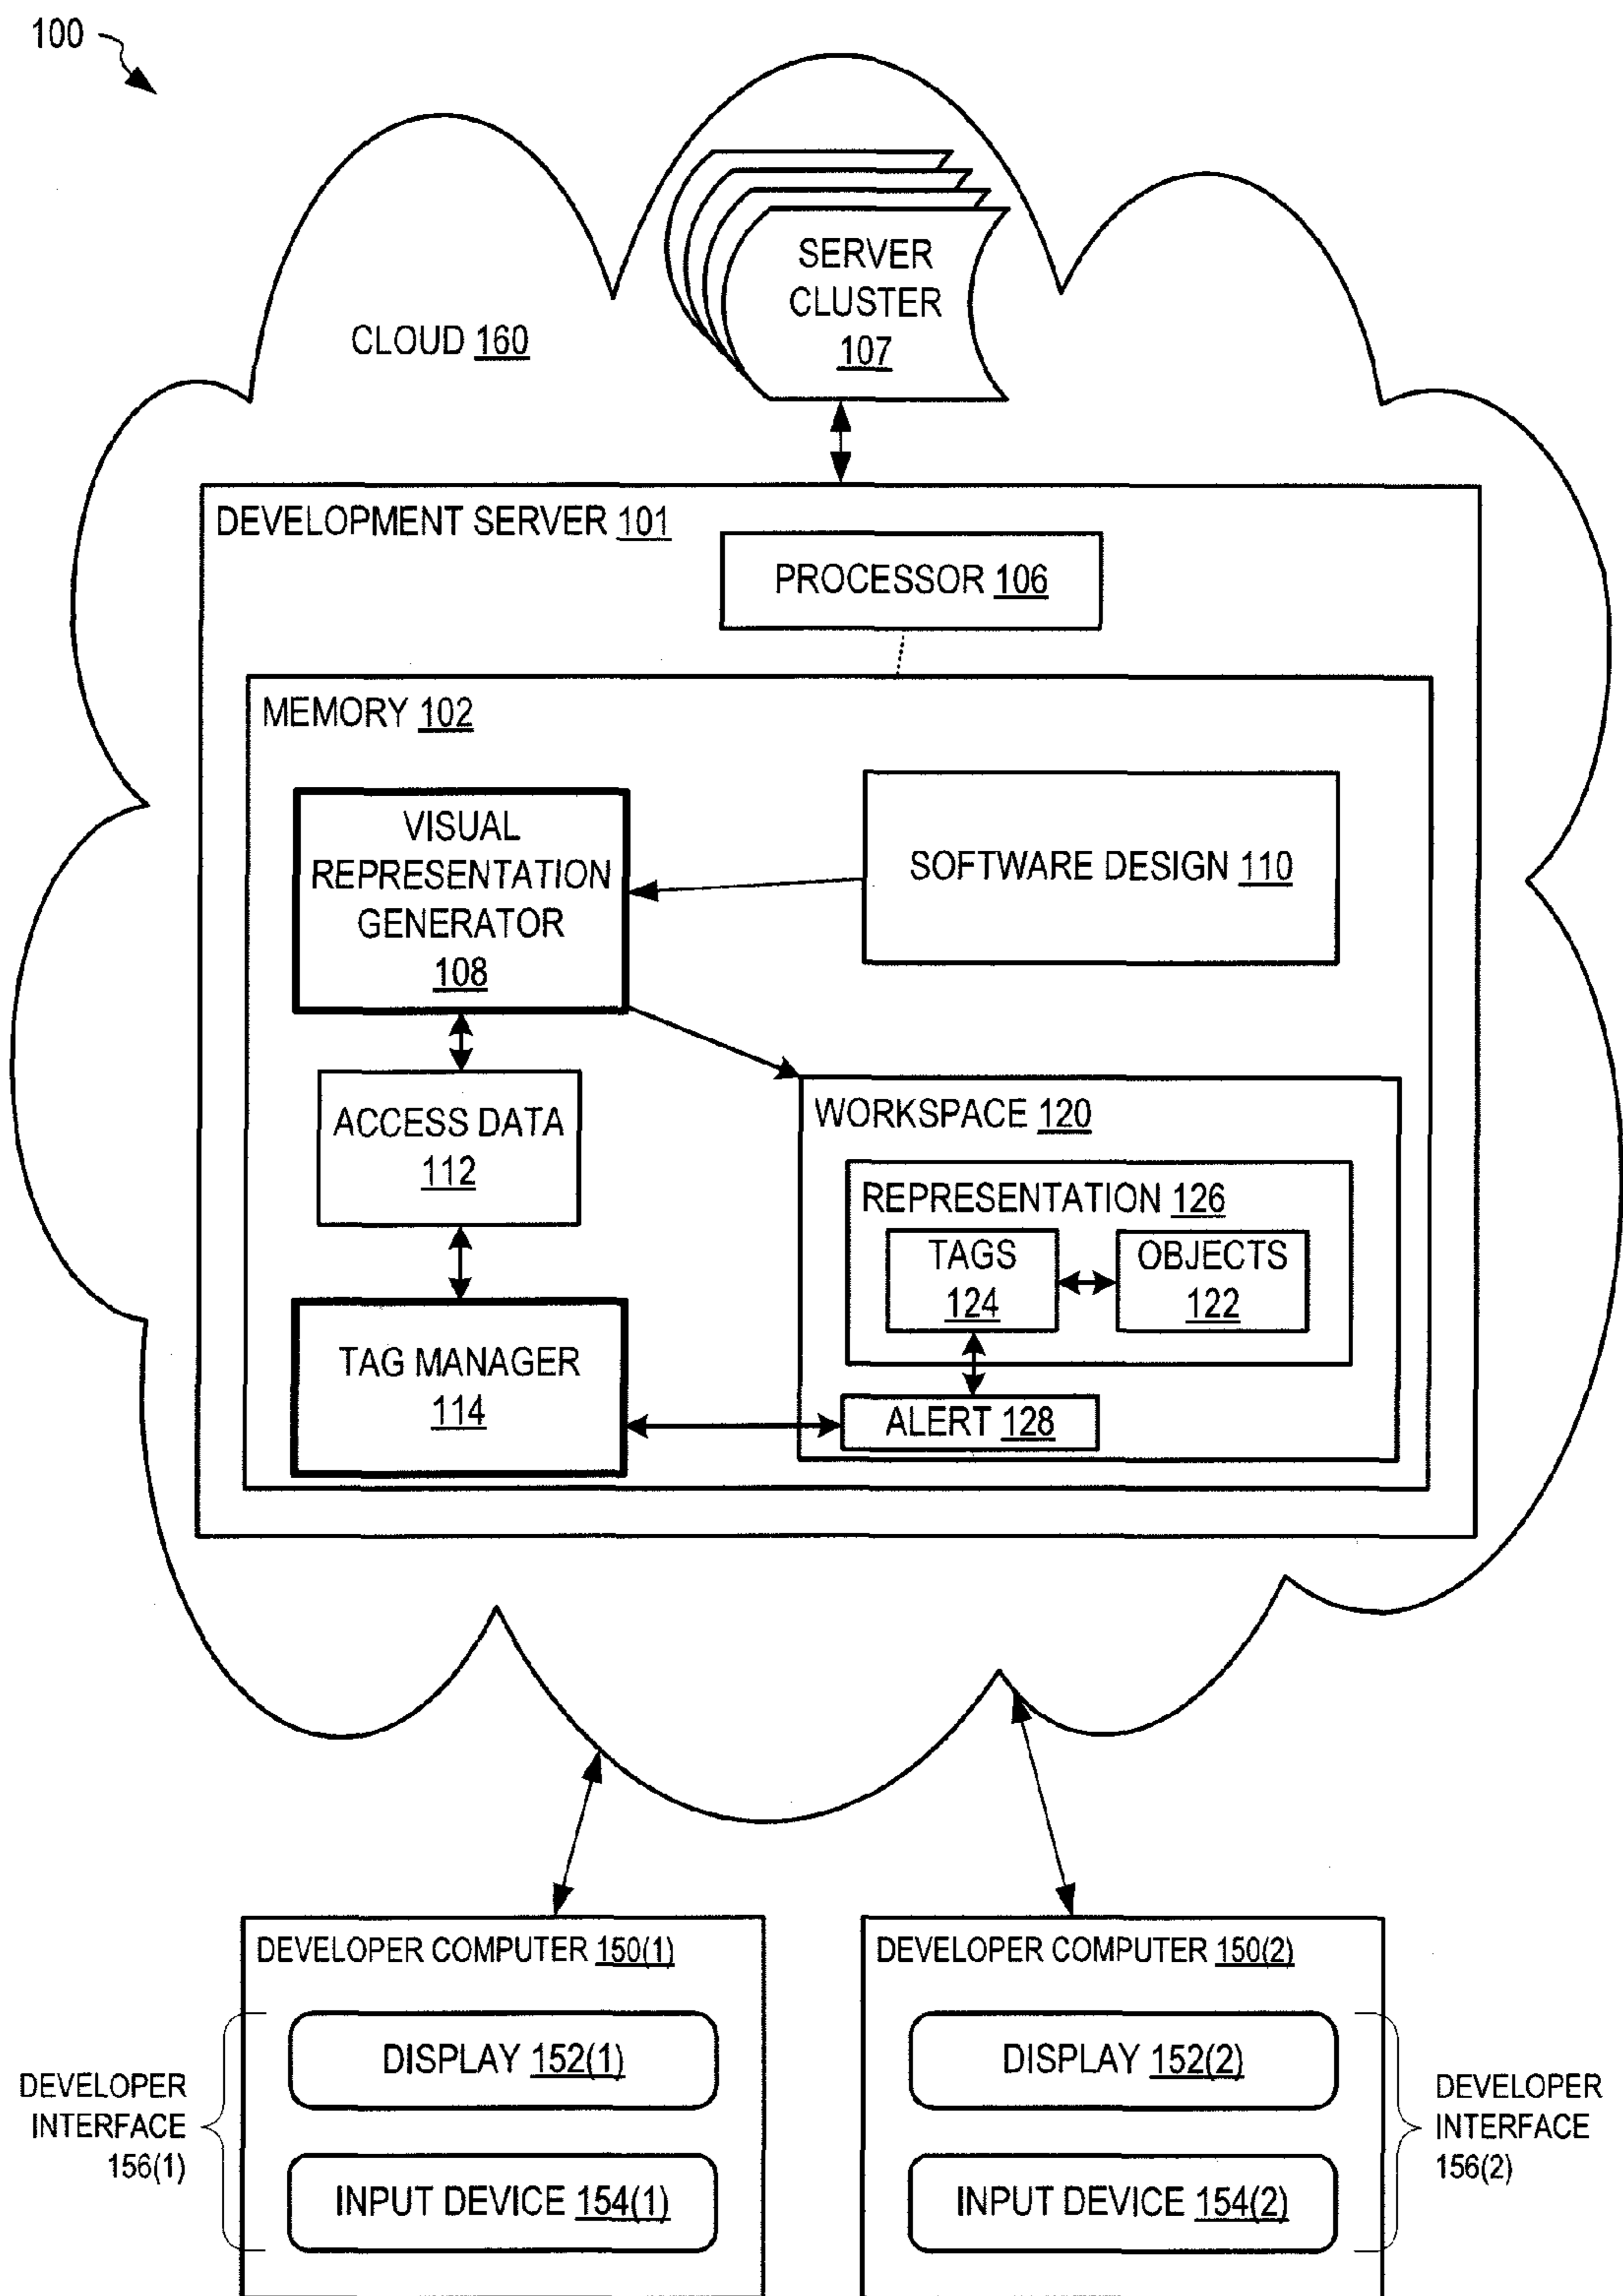 100
SERVER
CLUSTER
107
CLOUD 160
DEVELOPMENT SERVER 101
PROCESSOR 106
MEMORY 102
VISUAL
REPRESENTATION
GENERATOR
108
SOFTWARE DESIGN 110
ACCESS DATA
112
WORKSPACE 120
REPRESENTATION 126
TAGS
124
OBJECTS
122
TAG MANAGER
114
ALERT 128
DEVELOPER COMPUTER 150(1)
DISPLAY 152(1)
INPUT DEVICE 154(1)
DEVELOPER
INTERFACE
156(1)
DEVELOPER COMPUTER 150(2)
DISPLAY 152(2)
INPUT DEVICE 154(2)
DEVELOPER
INTERFACE
156(2)